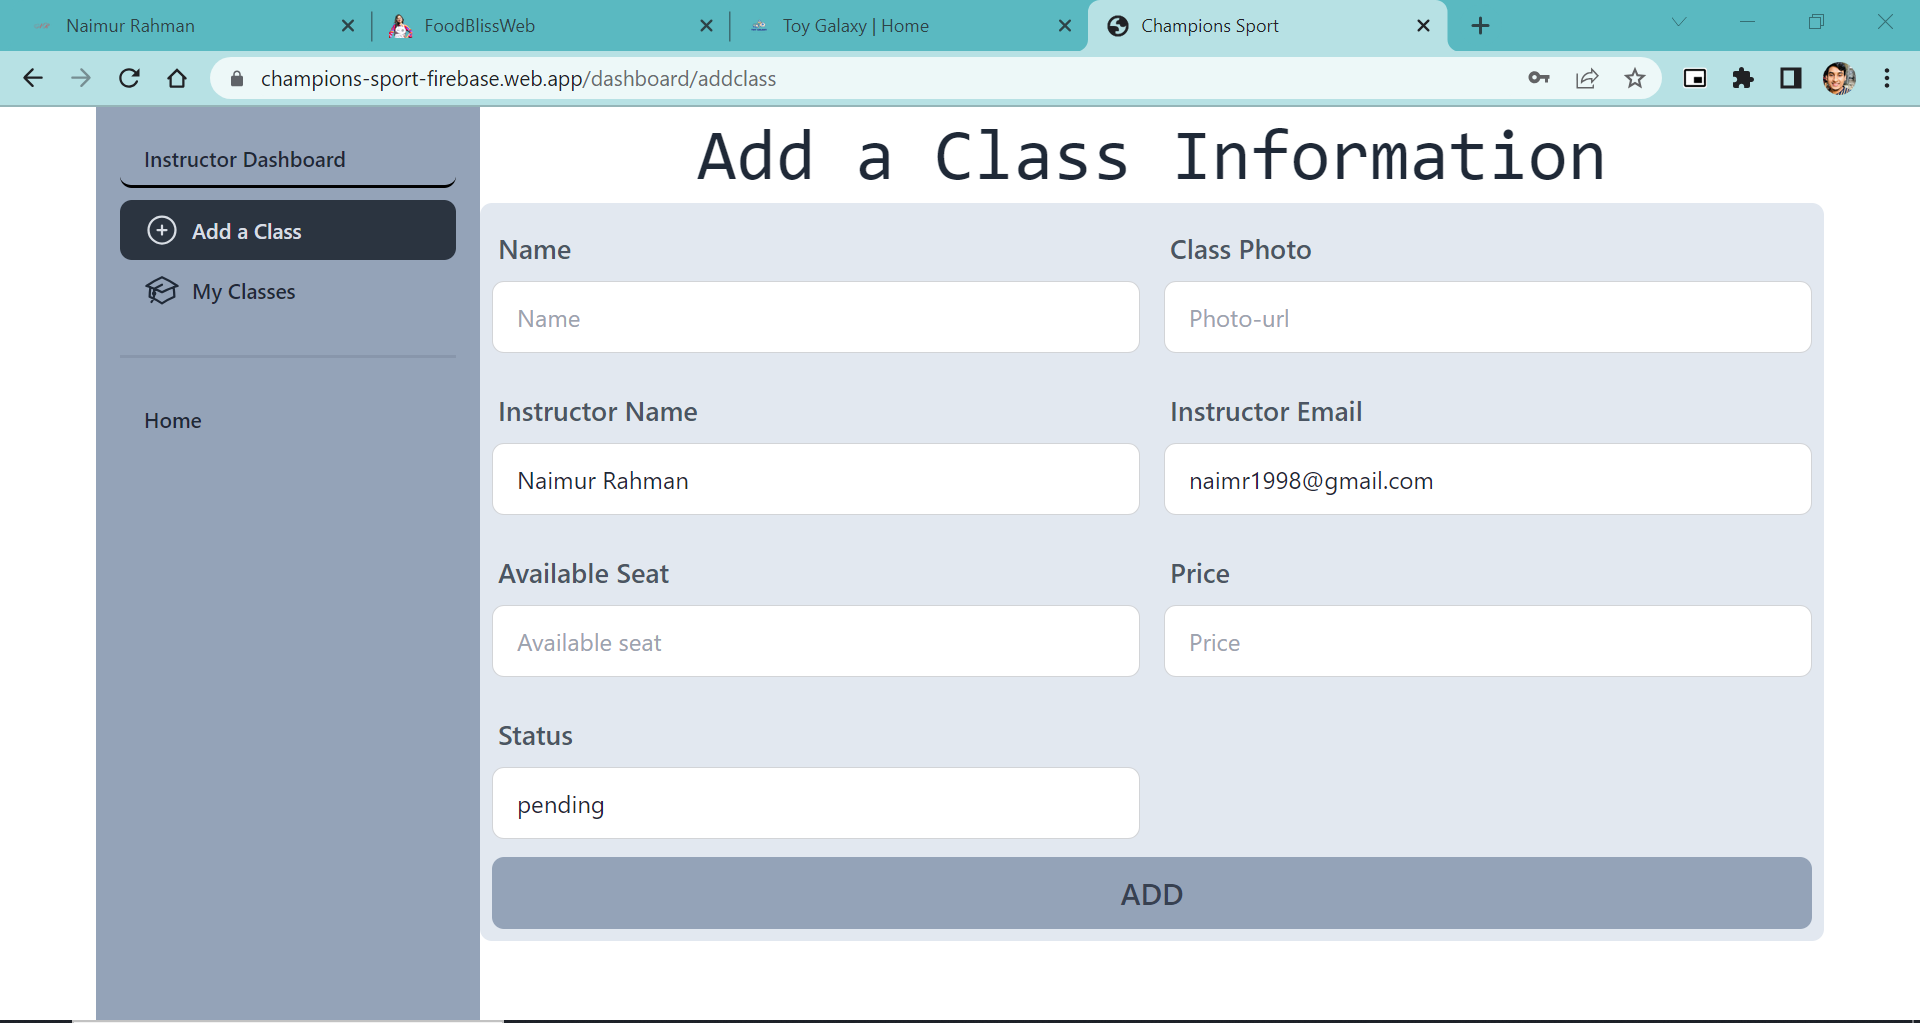 Naimur Rahman
FoodBlissWeb
Toy Galaxy | Home
Champions Sport
champions-sport-firebase.web.app/dashboard/addclass
Instructor Dashboard
Add a Class
My Classes
Home
Add a Class Information
Name
Class Photo
Name
Photo-url
Instructor Name
Instructor Email
Naimur Rahman
naimr1998@gmail.com
Available Seat
Price
Available seat
Price
Status
pending
ADD